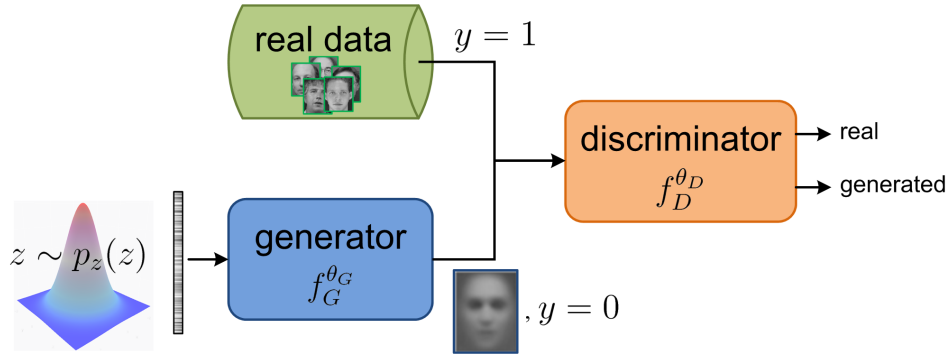 real data
y = 1
discriminator
f_D^{θ_D}
real
generated
z ∼ p_z(z)
generator
f_G^{θ_G}
, y = 0